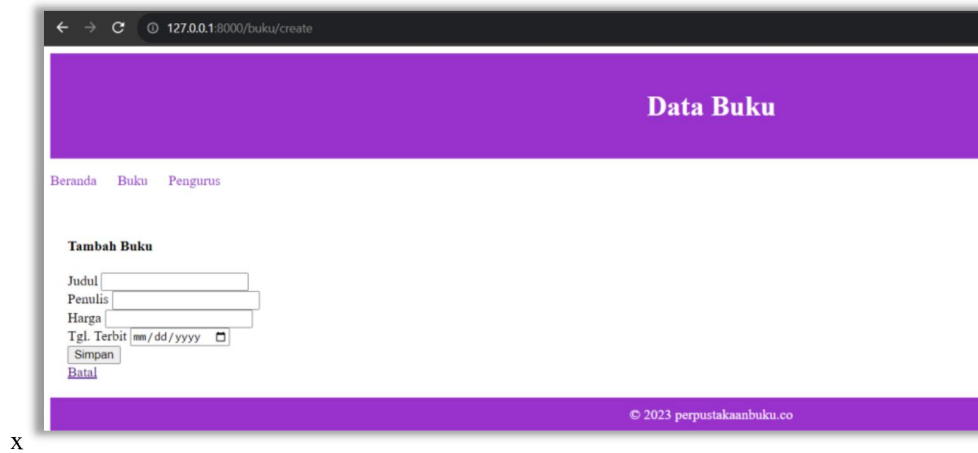 127.0.0.1:8000/buku/create
Data Buku
Beranda Buku Pengurus
Tambah Buku
Judul
Penulis
Harga
Tgl. Terbit mm/dd/yyyy
Simpan
Batal
© 2023 perpustakaanbuku.co
x